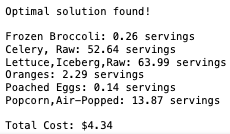 Optimal solution found!
Frozen Broccoli: 0.26 servings
Celery, Raw: 52.64 servings
Lettuce,Iceberg,Raw: 63.99 servings
Oranges: 2.29 servings
Poached Eggs: 0.14 servings
Popcorn,Air-Popped: 13.87 servings
Total Cost: $4.34